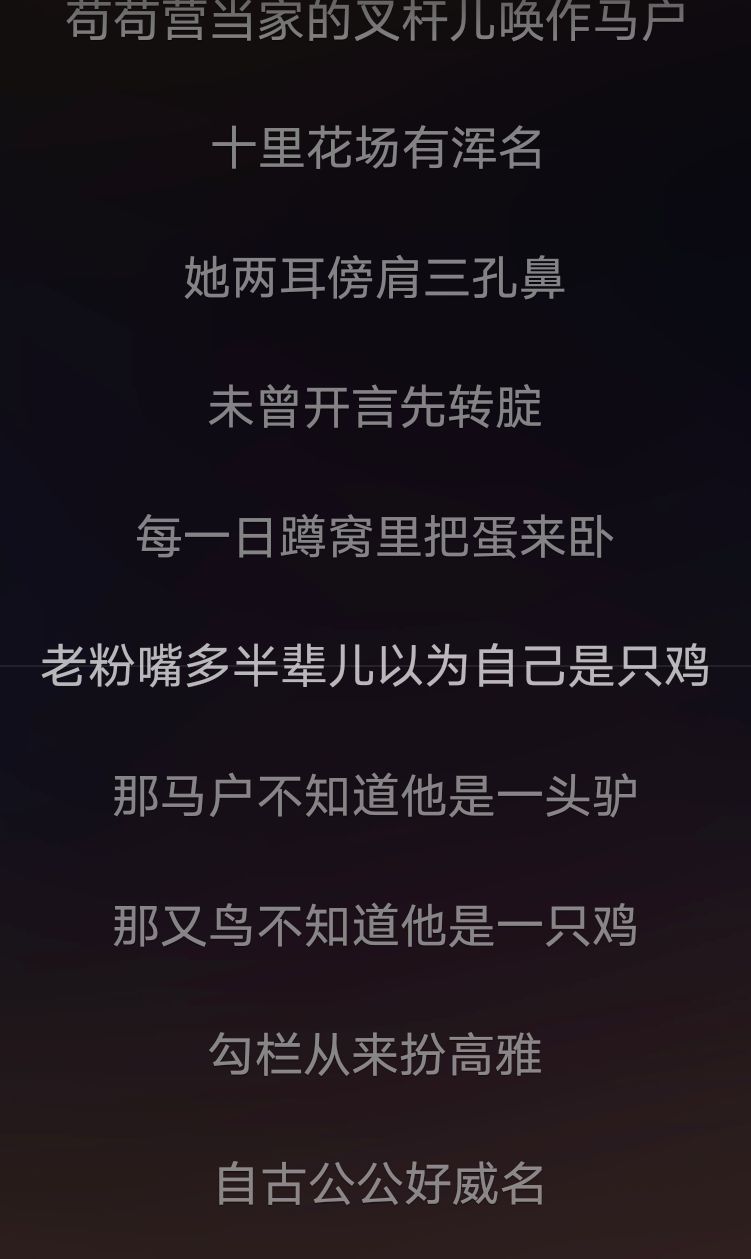 苟苟营当家的叉杆儿唤作马户
十里花场有浑名
她两耳傍肩三孔鼻
未曾开言先转腚
每一日蹲窝里把蛋来卧
老粉嘴多半辈儿以为自己是只鸡
那马户不知道他是一头驴
那又鸟不知道他是一只鸡
勾栏从来扮高雅
自古公公好威名